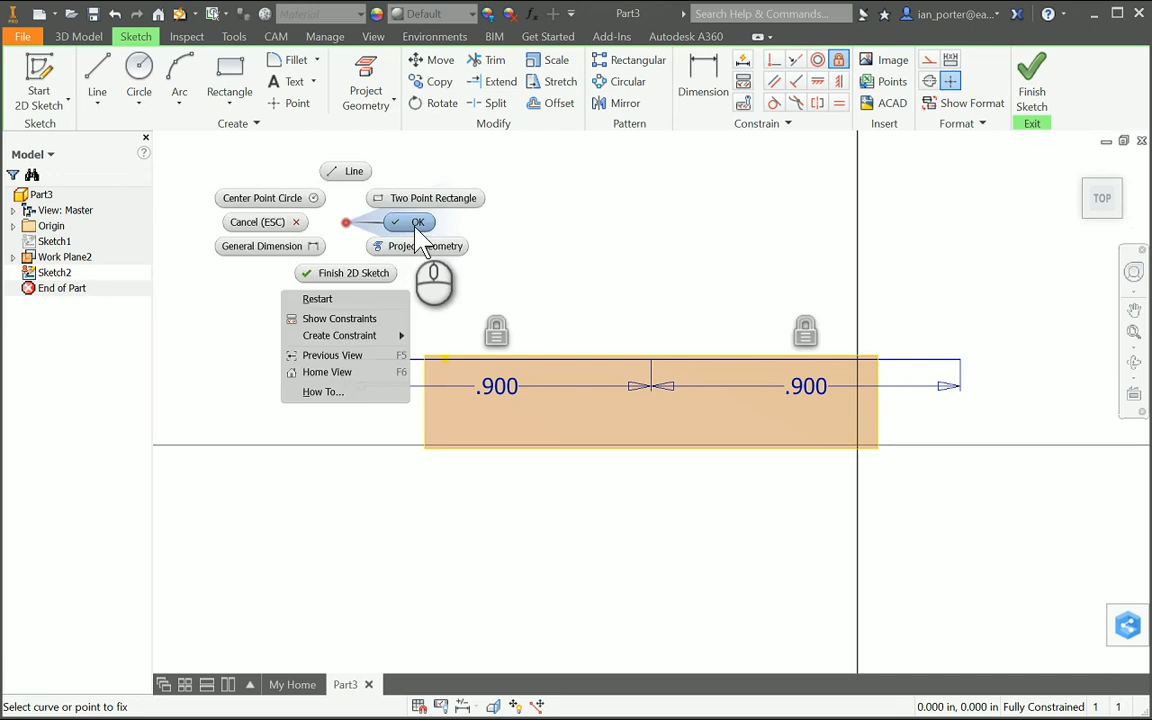 PRO
Material
Default
Part3
Search Help & Commands...
ian_porter@ea...
File
3D Model
Sketch
Inspect
Tools
CAM
Manage
View
Environments
BIM
Get Started
Add-Ins
Autodesk A360
Start
2D Sketch
Line
Circle
Arc
Rectangle
Fillet
Text
Point
Project
Geometry
Move
Copy
Rotate
Trim
Extend
Split
Scale
Stretch
Offset
Rectangular
Circular
Mirror
Dimension
Image
Points
ACAD
Show Format
Finish
Sketch
Sketch
Create
Modify
Pattern
Constrain
Insert
Format
Exit
Model
Part3
View: Master
Origin
Sketch1
Work Plane2
Sketch2
End of Part
Line
Center Point Circle
Two Point Rectangle
Cancel (ESC)
OK
General Dimension
Project Geometry
Finish 2D Sketch
Restart
Show Constraints
Create Constraint
Previous View F5
Home View F6
How To...
.900
.900
TOP
My Home
Part3
Select curve or point to fix
0.000 in, 0.000 in Fully Constrained 1 1